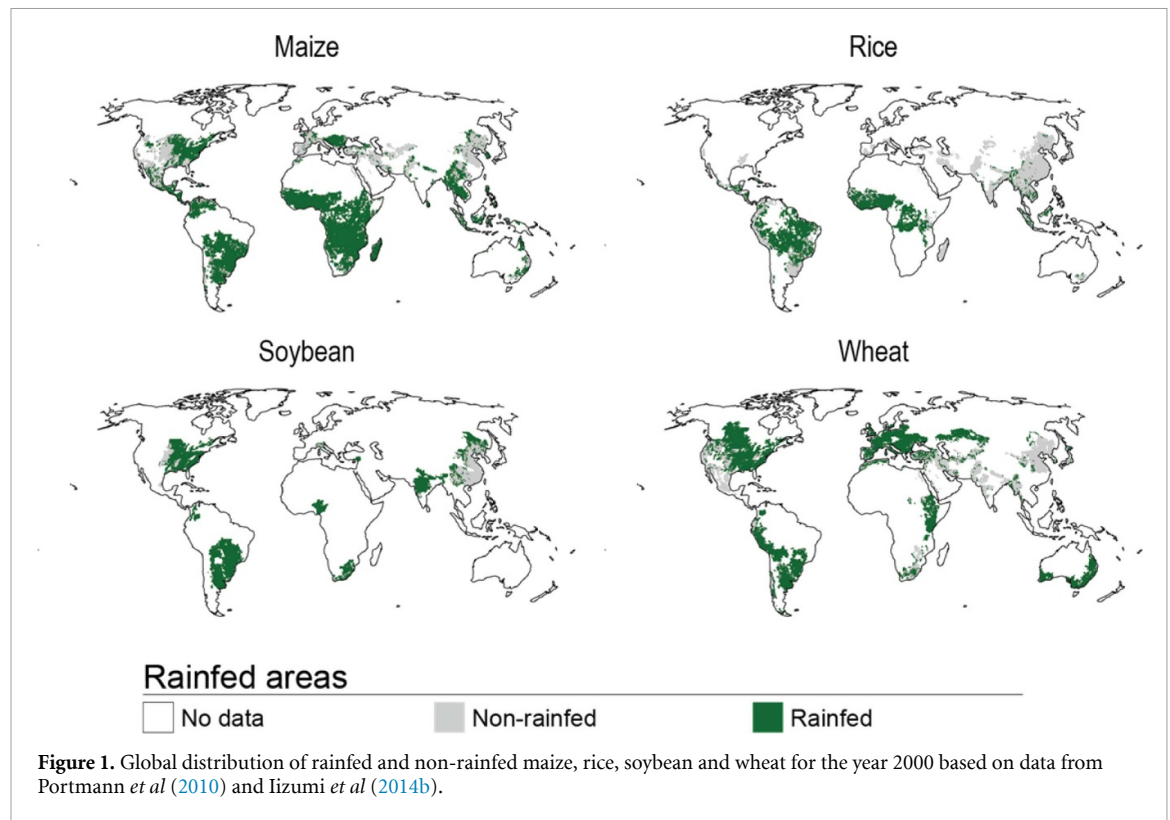 Maize
Rice
Soybean
Wheat
Rainfed areas
No data
Non-rainfed
Rainfed
Figure 1. Global distribution of rainfed and non-rainfed maize, rice, soybean and wheat for the year 2000 based on data from
Portmann et al (2010) and Iizumi et al (2014b).